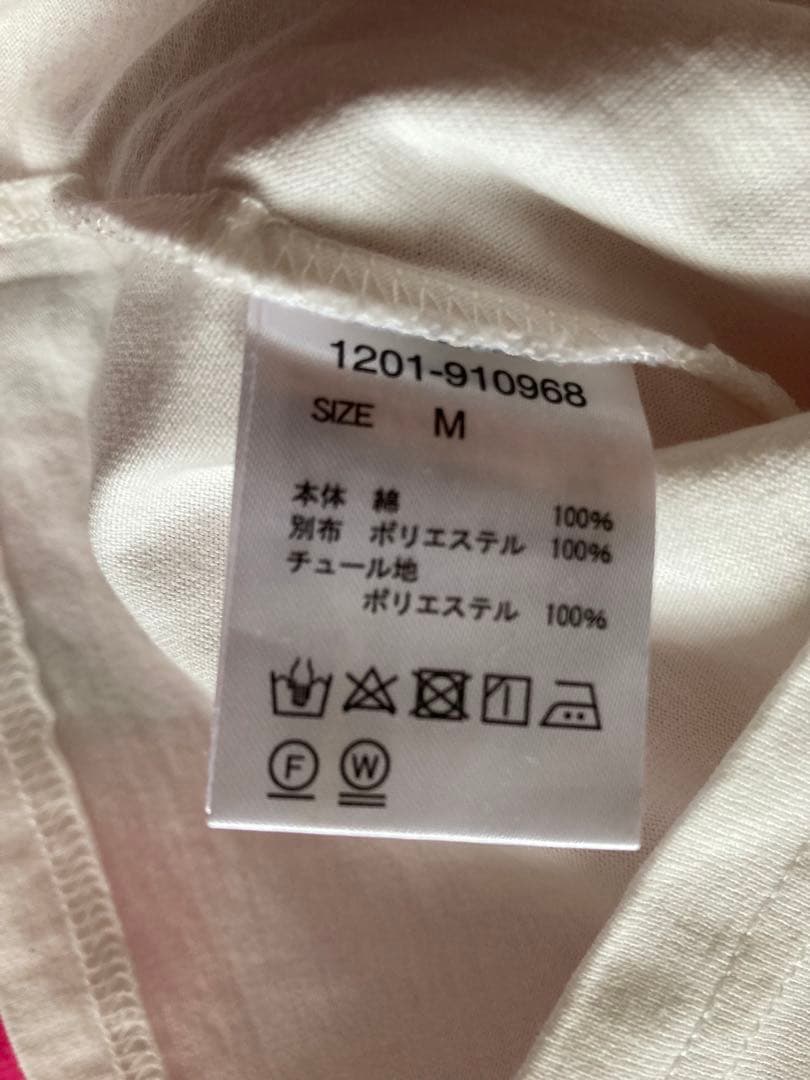 1201-910968
SIZE M
本体 綿 100%
別布 ポリエステル 100%
チュール地
ポリエステル 100%
F W